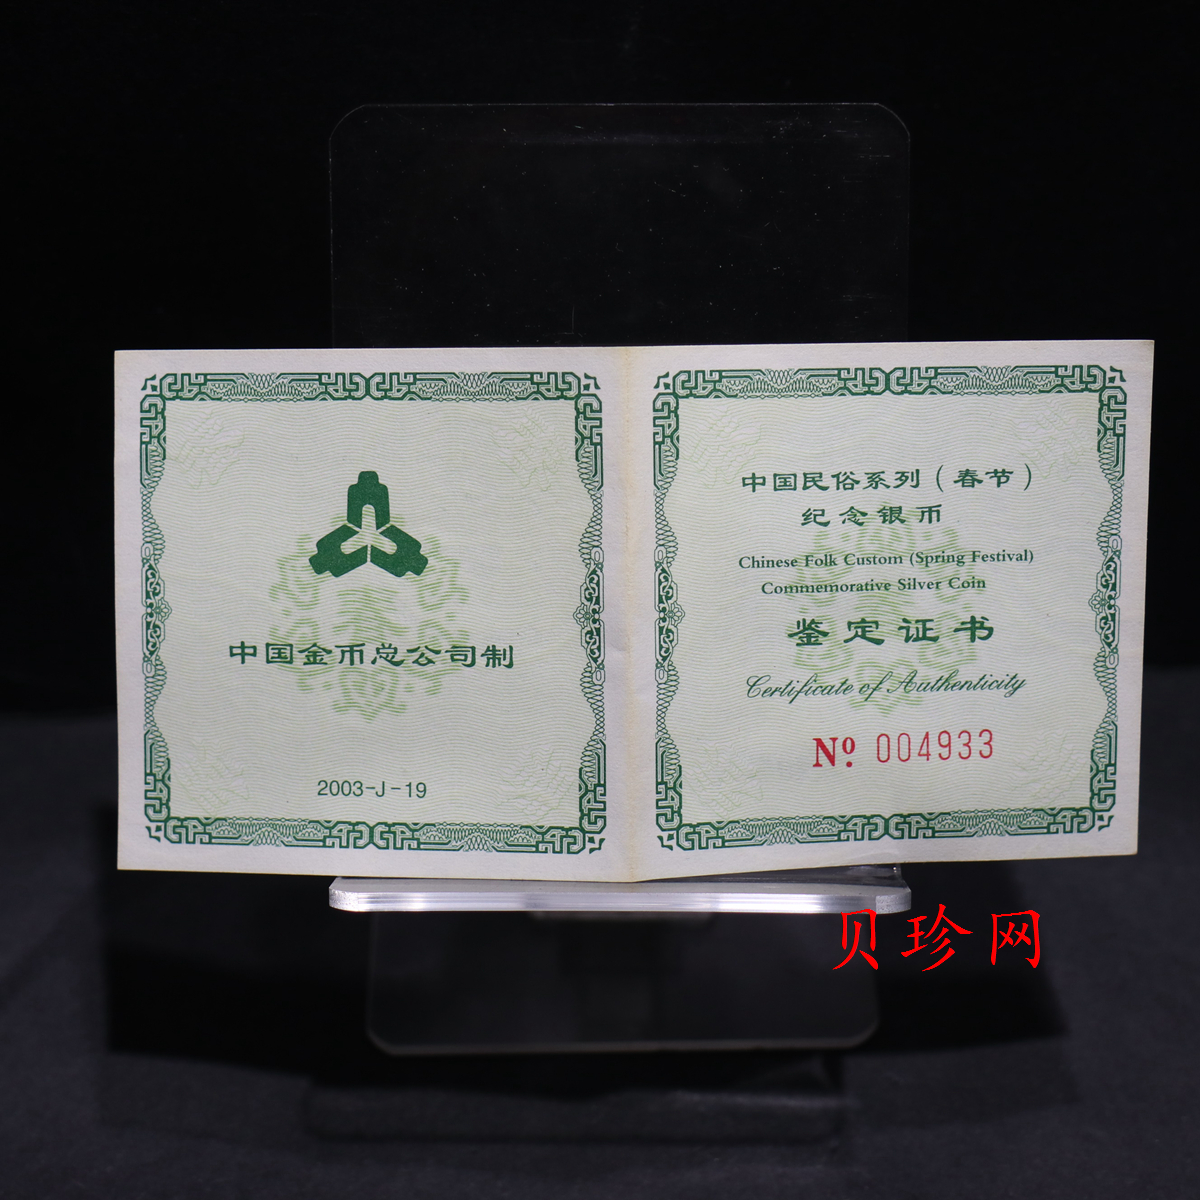 中国金币总公司制
2003-J-19
中国民俗系列（春节）
纪念银币
Chinese Folk Custom (Spring Festival)
Commemorative Silver Coin
鉴定证书
Certificate of Authenticity
Nº. 004933
贝珍网